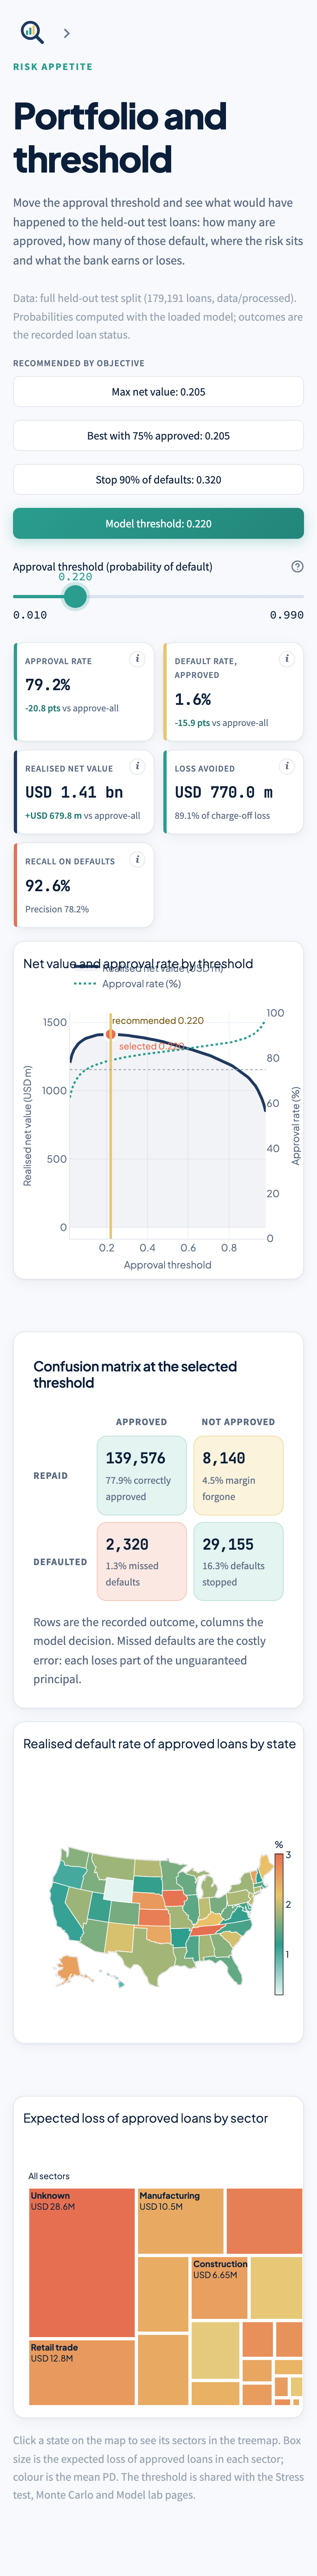 RISK APPETITE
Portfolio and
threshold
Move the approval threshold and see what would have
happened to the held-out test loans: how many are
approved, how many of those default, where the risk sits
and what the bank earns or loses.
Data: full held-out test split (179,191 loans, data/processed).
Probabilities computed with the loaded model; outcomes are
the recorded loan status.
RECOMMENDED BY OBJECTIVE
Max net value: 0.205
Best with 75% approved: 0.205
Stop 90% of defaults: 0.320
Model threshold: 0.220
Approval threshold (probability of default)
0.220
0.010
0.990
APPROVAL RATE
79.2%
-20.8 pts vs approve-all
DEFAULT RATE,
APPROVED
1.6%
-15.9 pts vs approve-all
REALISED NET VALUE
USD 1.41 bn
+USD 679.8 m vs approve-all
LOSS AVOIDED
USD 770.0 m
89.1% of charge-off loss
RECALL ON DEFAULTS
92.6%
Precision 78.2%
Net value and approval rate by threshold
Realised net value (USD m)
Approval rate (%)
recommended 0.220
selected 0.220
1500
1000
500
0
100
80
60
40
20
0
Realised net value (USD m)
Approval rate (%)
0.2
0.4
0.6
0.8
Approval threshold
Confusion matrix at the selected
threshold
APPROVED
NOT APPROVED
REPAID
139,576
77.9% correctly
approved
8,140
4.5% margin
forgone
DEFAULTED
2,320
1.3% missed
defaults
29,155
16.3% defaults
stopped
Rows are the recorded outcome, columns the
model decision. Missed defaults are the costly
error: each loses part of the unguaranteed
principal.
Realised default rate of approved loans by state
%
3
2
1
Expected loss of approved loans by sector
All sectors
Unknown
USD 28.6M
Manufacturing
USD 10.5M
Construction
USD 6.65M
Retail trade
USD 12.8M
Click a state on the map to see its sectors in the treemap. Box
size is the expected loss of approved loans in each sector;
colour is the mean PD. The threshold is shared with the Stress
test, Monte Carlo and Model lab pages.